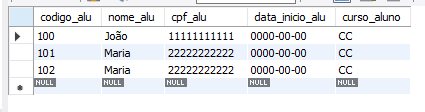 codigo_alu nome_alu cpf_alu data_inicio_alu curso_aluno
100 João 11111111111 0000-00-00 CC
101 Maria 22222222222 0000-00-00 CC
102 Maria 22222222222 0000-00-00 CC
NULL NULL NULL NULL NULL